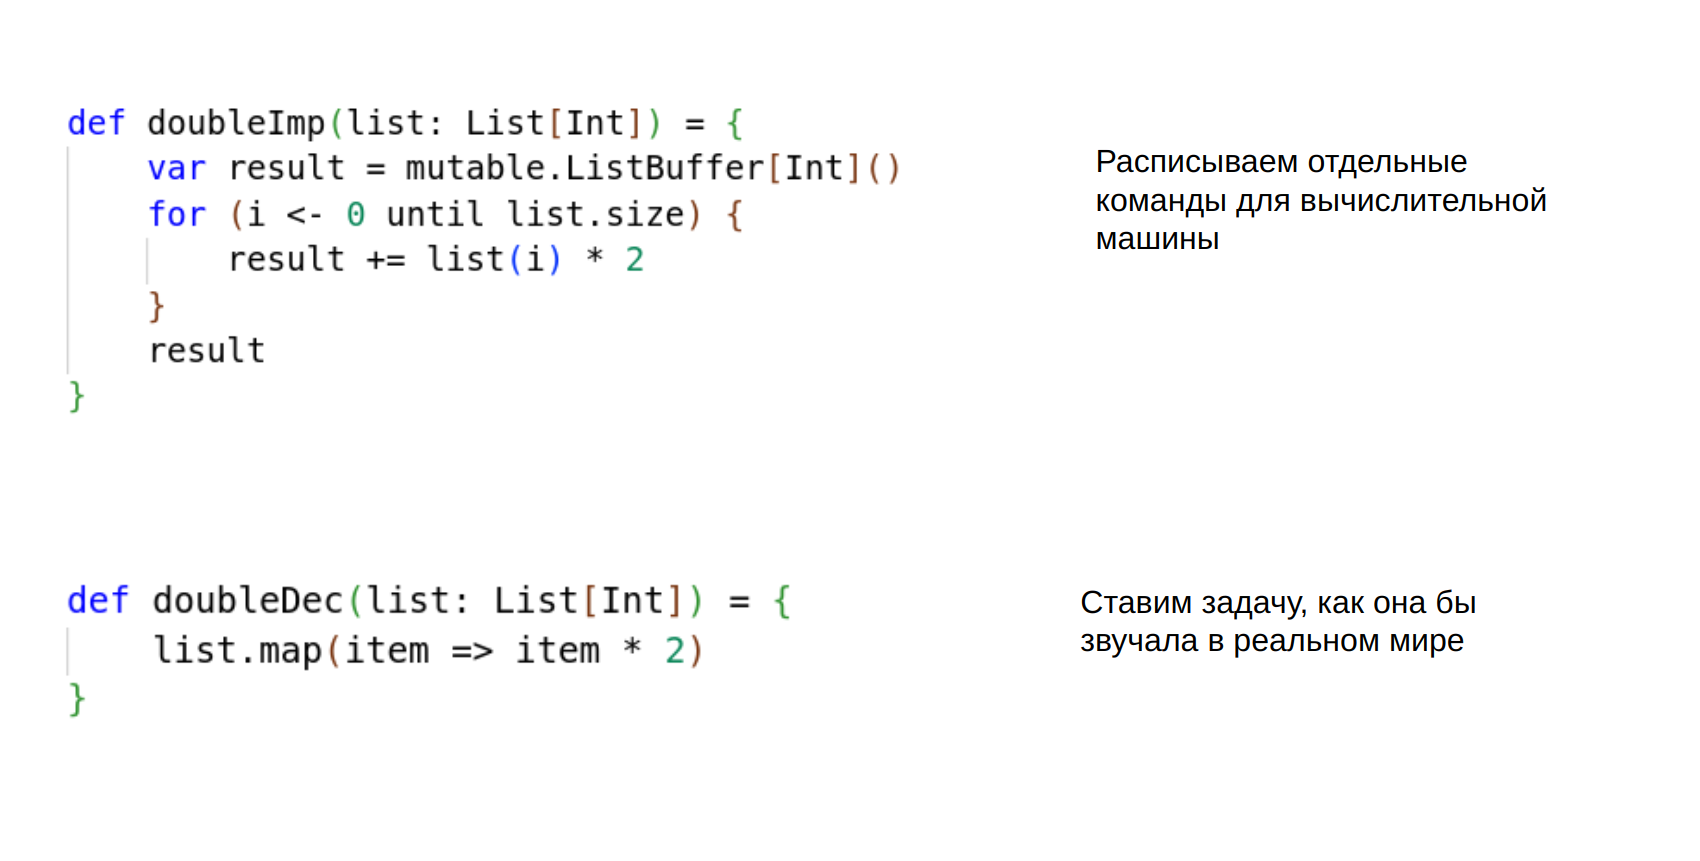 def doubleImp(list: List[Int]) = {
    var result = mutable.ListBuffer[Int]()
    for (i <- 0 until list.size) {
        result += list(i) * 2
    }
    result
}
Расписываем отдельные
команды для вычислительной
машины
def doubleDec(list: List[Int]) = {
    list.map(item => item * 2)
}
Ставим задачу, как она бы
звучала в реальном мире